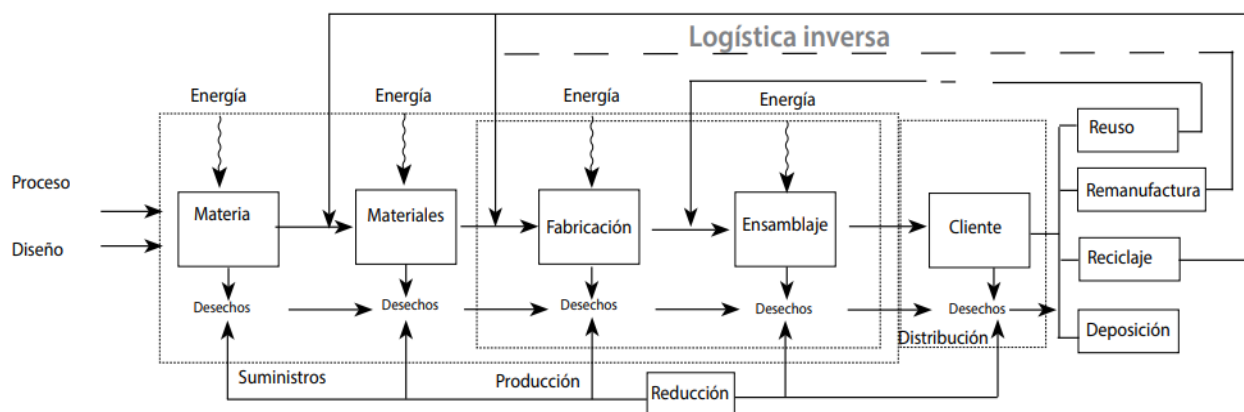 Logística inversa
Energía
Energía
Energía
Energía
Proceso
Diseño
Materia
Materiales
Fabricación
Ensamblaje
Cliente
Reuso
Remanufactura
Reciclaje
Deposición
Desechos
Desechos
Desechos
Desechos
Desechos
Distribución
Suministros
Producción
Reducción